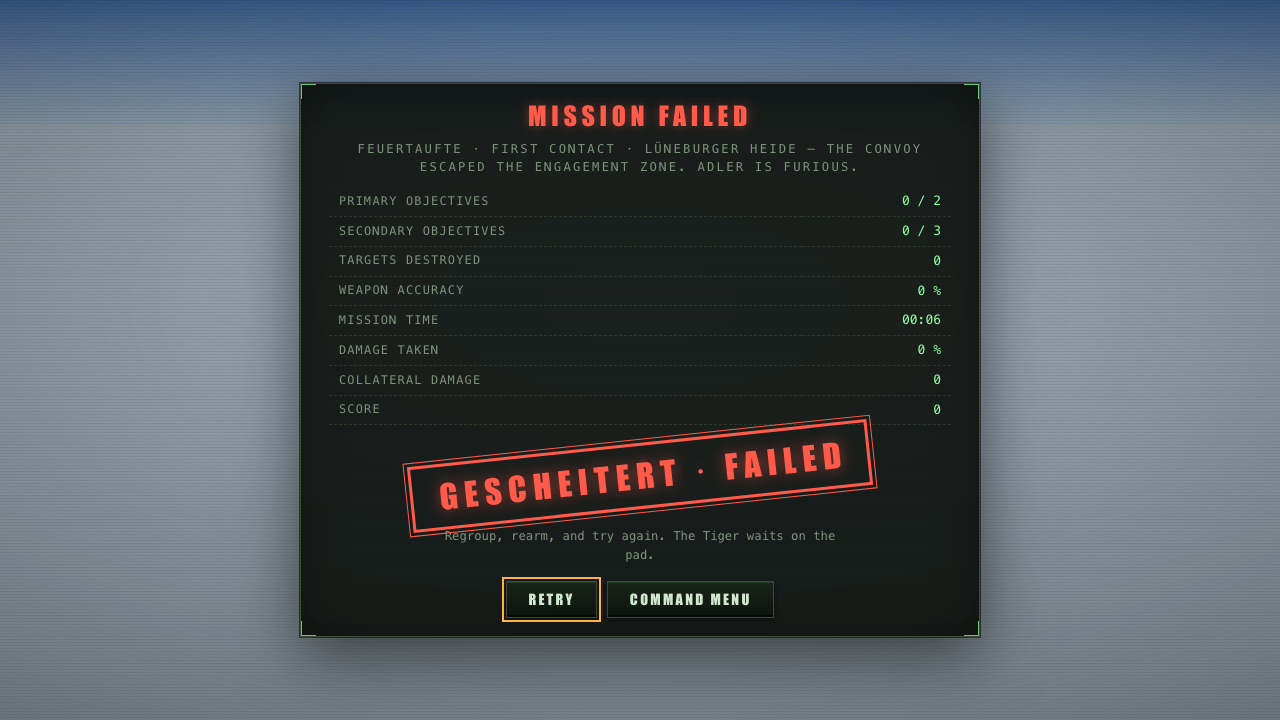 MISSION FAILED
FEUERTAUFTE · FIRST CONTACT · LÜNEBURGER HEIDE — THE CONVOY
ESCAPED THE ENGAGEMENT ZONE. ADLER IS FURIOUS.
PRIMARY OBJECTIVES 0 / 2
SECONDARY OBJECTIVES 0 / 3
TARGETS DESTROYED 0
WEAPON ACCURACY 0 %
MISSION TIME 00:06
DAMAGE TAKEN 0 %
COLLATERAL DAMAGE 0
SCORE 0
GESCHEITERT · FAILED
Regroup, rearm, and try again. The Tiger waits on the
pad.
RETRY COMMAND MENU